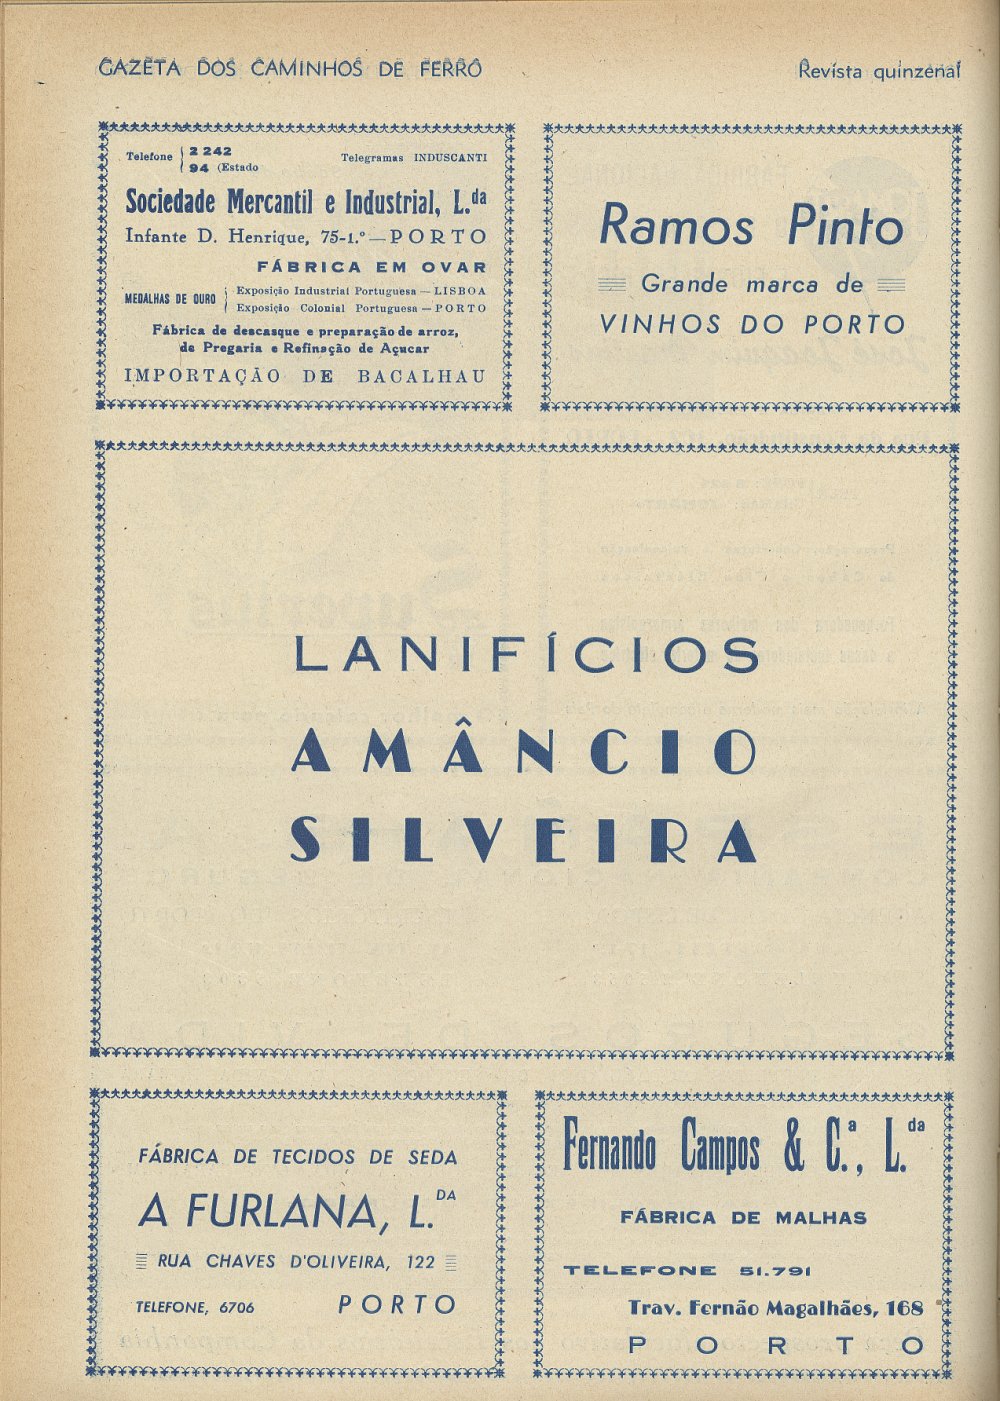 GAZETA DOS CAMINHOS DE FERRO
Revista quinzenal
Telefone { 2 242
94 (Estado
Telegramas INDUSCANTI
Sociedade Mercantil e Industrial, L.da
Infante D. Henrique, 75-1.º — PORTO
FÁBRICA EM OVAR
MEDALHAS DE OURO { Exposição Industrial Portuguesa — LISBOA
Exposição Colonial Portuguesa — PORTO
Fábrica de descasque e preparação de arroz,
de Pregaria e Refinação de Açucar
IMPORTAÇÃO DE BACALHAU
Ramos Pinto
Grande marca de
VINHOS DO PORTO
LANIFÍCIOS
AMÂNCIO
SILVEIRA
FÁBRICA DE TECIDOS DE SEDA
A FURLANA, L.DA
RUA CHAVES D'OLIVEIRA, 122
TELEFONE, 6706 PORTO
Fernando Campos & C.ª, L.da
FÁBRICA DE MALHAS
TELEFONE 51.791
Trav. Fernão Magalhães, 168
PORTO